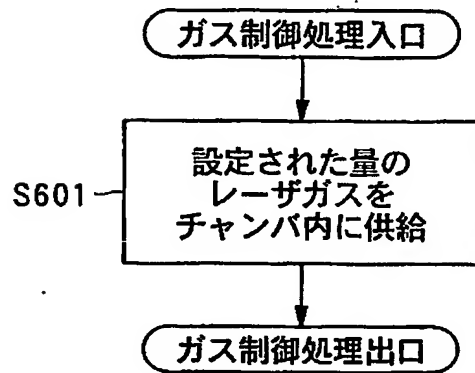 ガス制御処理入口
S601
設定された量の
レーザガスを
チャンバ内に供給
ガス制御処理出口